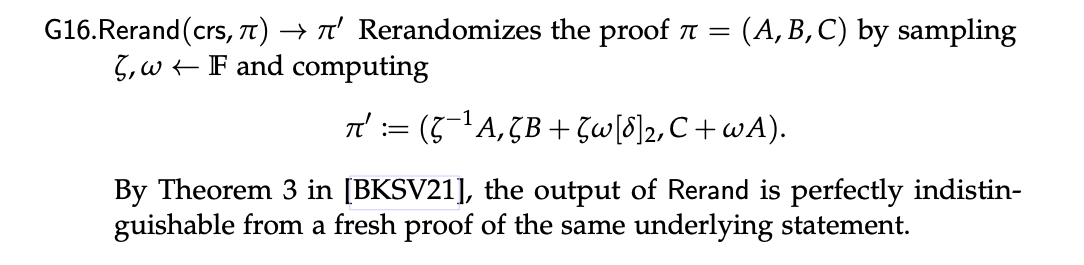 G16.Rerand(crs, π) → π′ Rerandomizes the proof π = (A, B, C) by sampling
ζ, ω ← 𝔽 and computing
π′ := (ζ⁻¹A, ζB + ζω[δ]₂, C + ωA).
By Theorem 3 in [BKSV21], the output of Rerand is perfectly indistin-
guishable from a fresh proof of the same underlying statement.